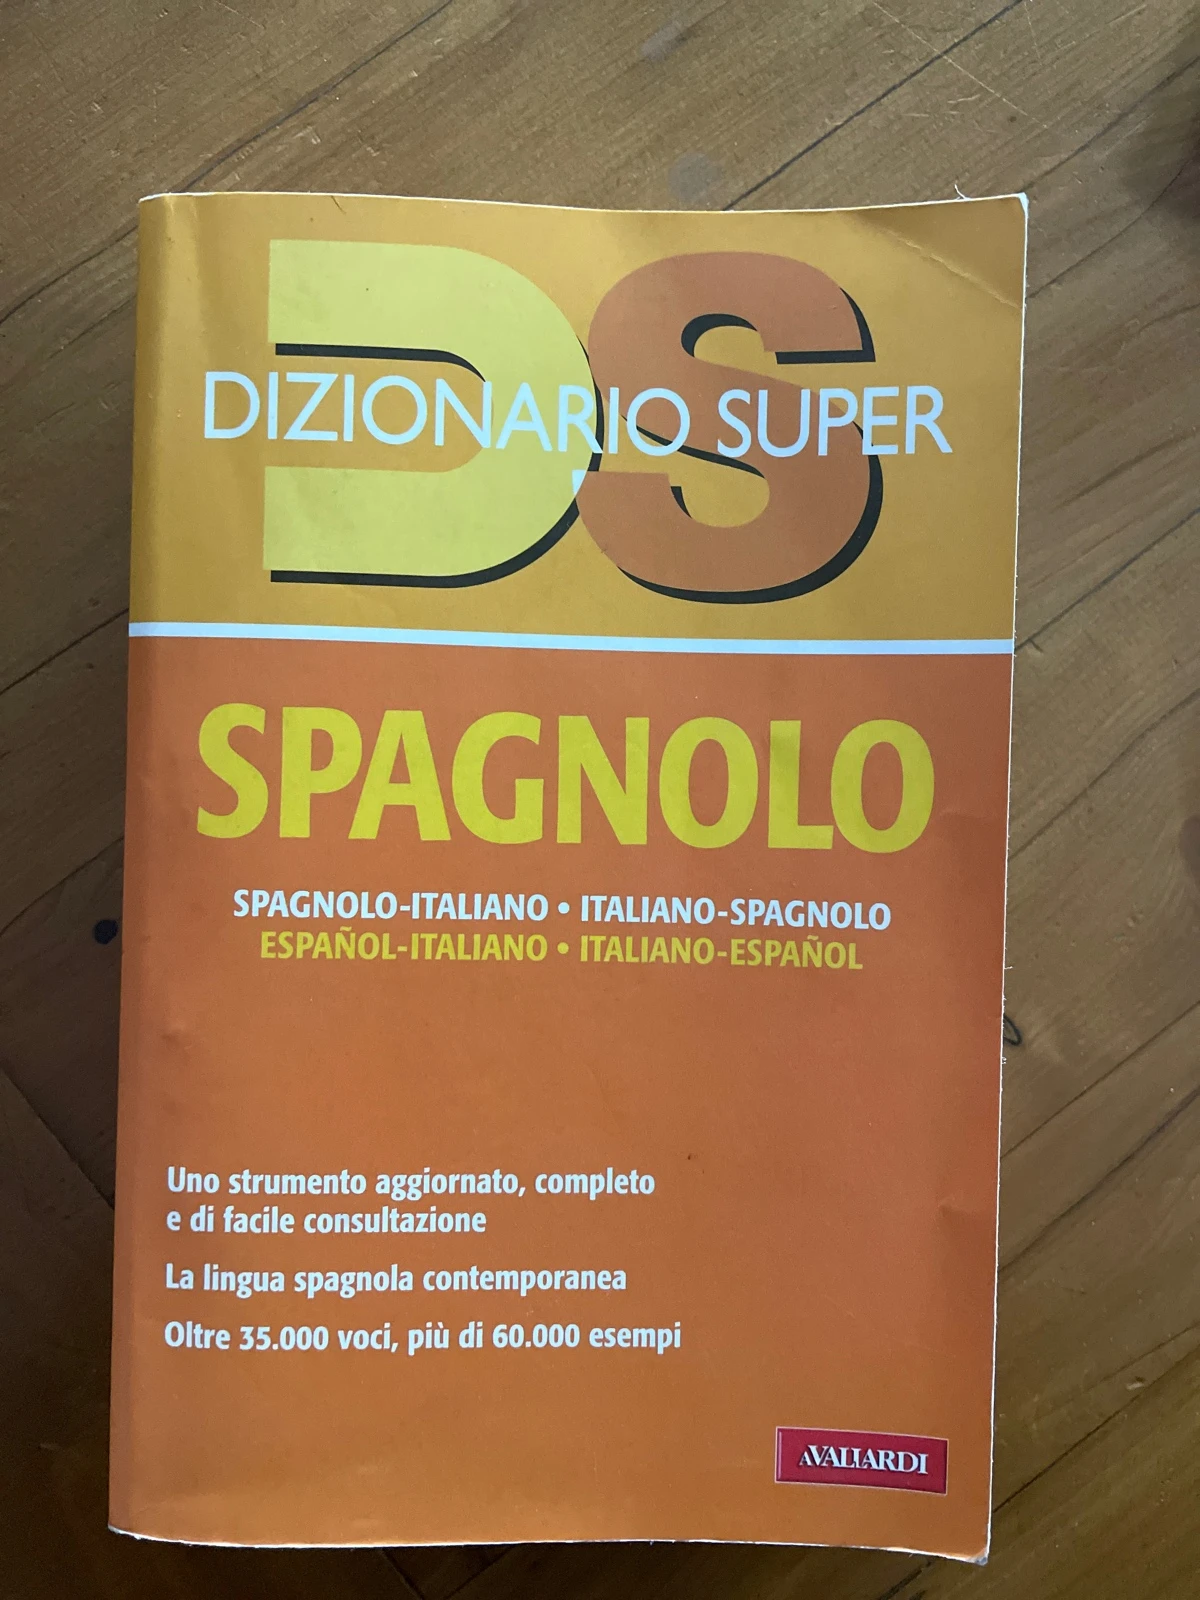 DS
DIZIONARIO SUPER
SPAGNOLO
SPAGNOLO-ITALIANO • ITALIANO-SPAGNOLO
ESPAÑOL-ITALIANO • ITALIANO-ESPAÑOL
Uno strumento aggiornato, completo
e di facile consultazione
La lingua spagnola contemporanea
Oltre 35.000 voci, più di 60.000 esempi
AVALLARDI